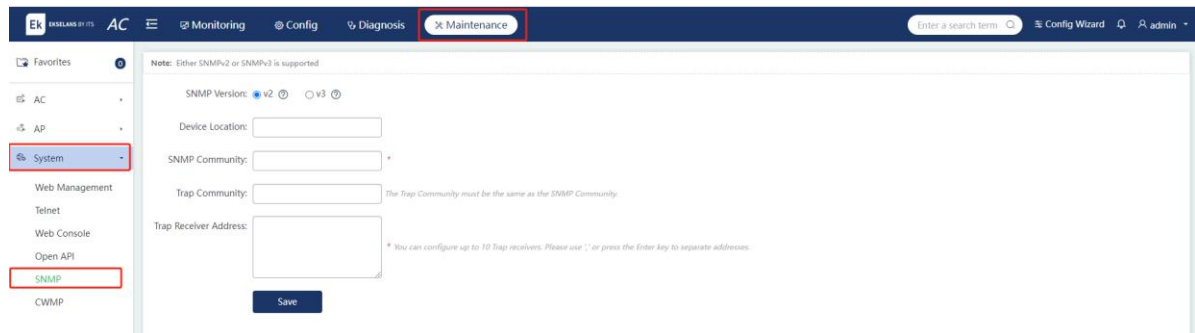 Ek EKSELANS BY ITS AC Monitoring Config Diagnosis Maintenance Enter a search term Config Wizard admin
Favorites 0
AC
AP
System
Web Management
Telnet
Web Console
Open API
SNMP
CWMP
Note: Either SNMPv2 or SNMPv3 is supported
SNMP Version: v2 ? v3 ?
Device Location:
SNMP Community: *
Trap Community: The Trap Community must be the same as the SNMP Community.
Trap Receiver Address: * You can configure up to 10 Trap receivers. Please use ';' or press the Enter key to separate addresses.
Save